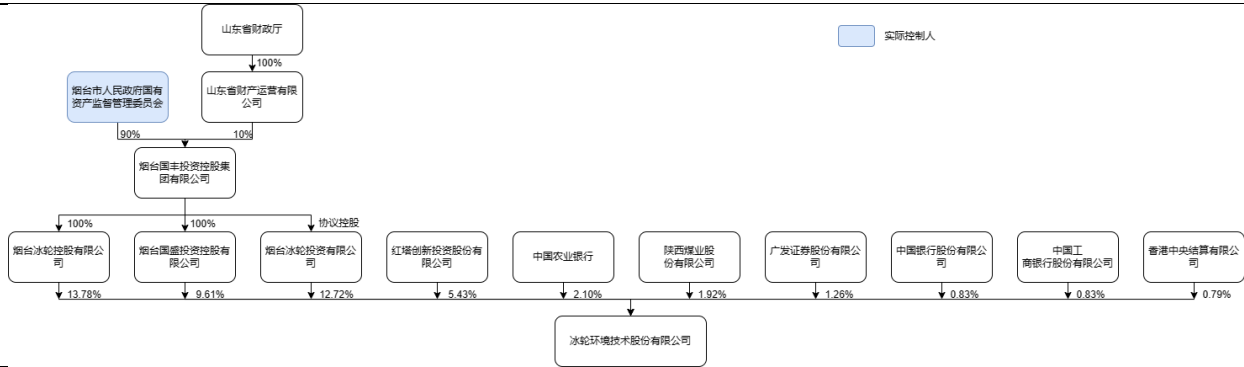 山东省财政厅
实际控制人
100%
烟台市人民政府国有
资产监督管理委员会
山东省财产运营有限
公司
90%
10%
烟台国丰投资控股集
团有限公司
100%
100%
协议控股
烟台冰轮控股有限公
司
烟台国盛投资控股有
限公司
烟台冰轮投资有限公
司
红塔创新投资股份有
限公司
中国农业银行
陕西煤业股
份有限公司
广发证券股份有限公
司
中国银行股份有限公
司
中国工
商银行股份有限公司
香港中央结算有限公
司
13.78%
9.61%
12.72%
5.43%
2.10%
1.92%
1.26%
0.83%
0.83%
0.79%
冰轮环境技术股份有限公司